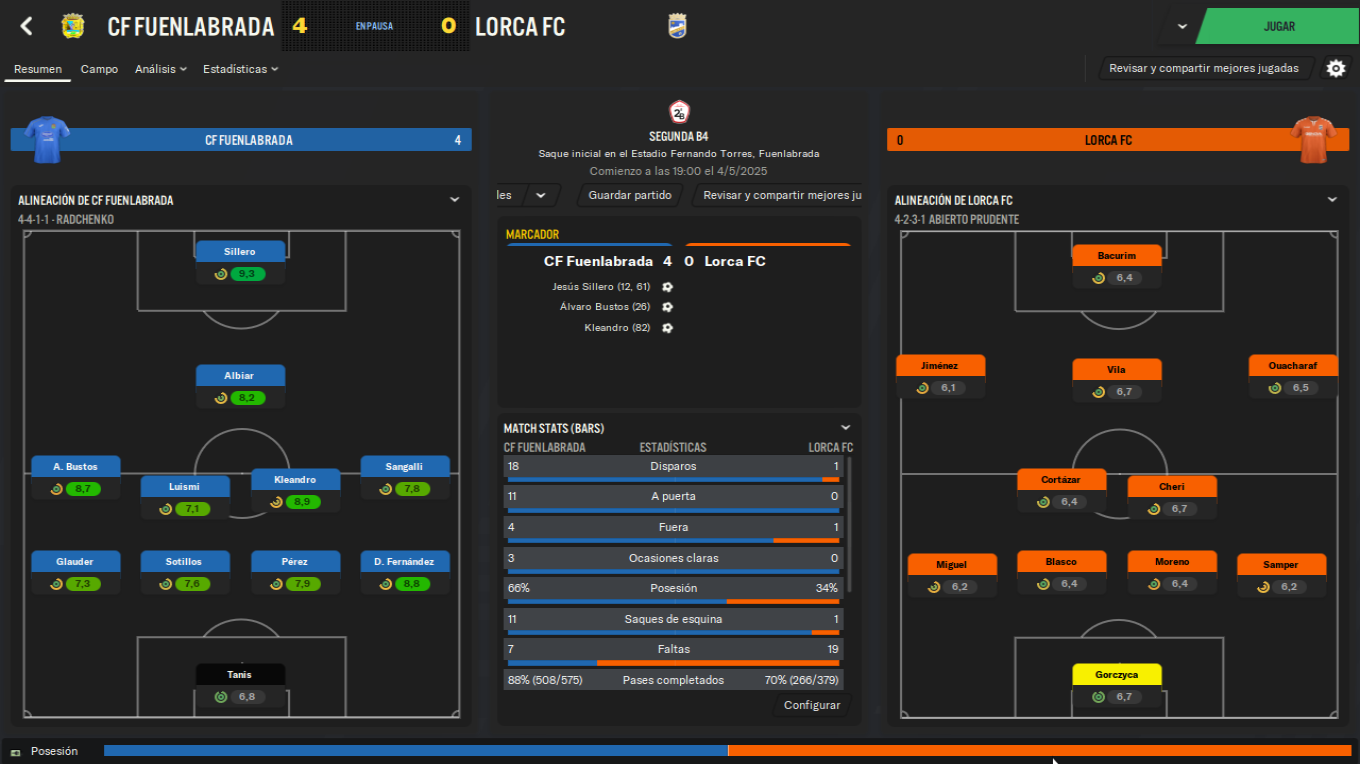 CF FUENLABRADA 4 EN PAUSA 0 LORCA FC
JUGAR
Resumen Campo Análisis Estadísticas
Revisar y compartir mejores jugadas
CF FUENLABRADA 4
2ªB
SEGUNDA B4
Saque inicial en el Estadio Fernando Torres, Fuenlabrada
Comienzo a las 19:00 el 4/5/2025
les Guardar partido Revisar y compartir mejores ju
0 LORCA FC
ALINEACIÓN DE CF FUENLABRADA
4-4-1-1 - RADCHENKO
Sillero
9,3
Albiar
8,2
A. Bustos
8,7
Luismi
7,1
Kleandro
8,9
Sangalli
7,8
Glauder
7,3
Sotillos
7,6
Pérez
7,9
D. Fernández
8,8
Tanis
6,8
MARCADOR
CF Fuenlabrada 4 0 Lorca FC
Jesús Sillero (12, 61)
Álvaro Bustos (26)
Kleandro (82)
MATCH STATS (BARS)
CF FUENLABRADA ESTADÍSTICAS LORCA FC
18 Disparos 1
11 A puerta 0
4 Fuera 1
3 Ocasiones claras 0
66% Posesión 34%
11 Saques de esquina 1
7 Faltas 19
88% (508/575) Pases completados 70% (266/379)
Configurar
ALINEACIÓN DE LORCA FC
4-2-3-1 ABIERTO PRUDENTE
Bacurim
6,4
Jiménez
6,1
Vila
6,7
Ouacharaf
6,5
Cortázar
6,4
Cheri
6,7
Miguel
6,2
Blasco
6,4
Moreno
6,4
Samper
6,2
Gorczyca
6,7
Posesión